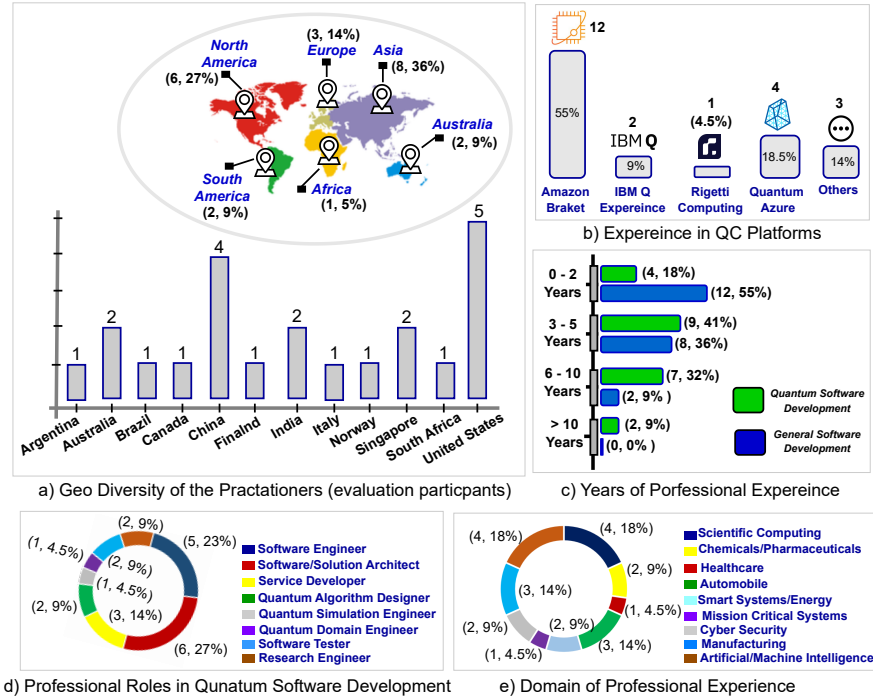 North
America
(6, 27%)
(3, 14%)
Europe
Asia
(8, 36%)
Australia
(2, 9%)
South
America
(2, 9%)
Africa
(1, 5%)
1
2
1
1
4
1
2
1
1
2
1
5
Argentina
Australia
Brazil
Canada
China
Finalnd
India
Italy
Norway
Singapore
South Africa
United States
a) Geo Diversity of the Practationers (evaluation particpants)
12
55%
2
IBM Q
9%
1
(4.5%)
4
18.5%
3
14%
Amazon
Braket
IBM Q
Expereince
Rigetti
Computing
Quantum
Azure
Others
b) Expereince in QC Platforms
0 - 2
Years
(4, 18%)
(12, 55%)
3 - 5
Years
(9, 41%)
(8, 36%)
6 - 10
Years
(7, 32%)
(2, 9% )
> 10
Years
(2, 9%)
(0, 0% )
Quantum Software
Development
General Software
Development
c) Years of Porfessional Expereince
(2, 9%)
(5, 23%)
(1, 4.5%)
(2, 9%)
(1, 4.5%)
(2, 9%)
(3, 14%)
(6, 27%)
Software Engineer
Software/Solution Architect
Service Developer
Quantum Algorithm Designer
Quantum Simulation Engineer
Quantum Domain Engineer
Software Tester
Research Engineer
d) Professional Roles in Qunatum Software Development
(4, 18%)
(4, 18%)
(2, 9%)
(3, 14%)
(1, 4.5%)
(2, 9%)
(2, 9%)
(1, 4.5%)
(3, 14%)
Scientific Computing
Chemicals/Pharmaceuticals
Healthcare
Automobile
Smart Systems/Energy
Mission Critical Systems
Cyber Security
Manufacturing
Artificial/Machine Intelligence
e) Domain of Professional Experience